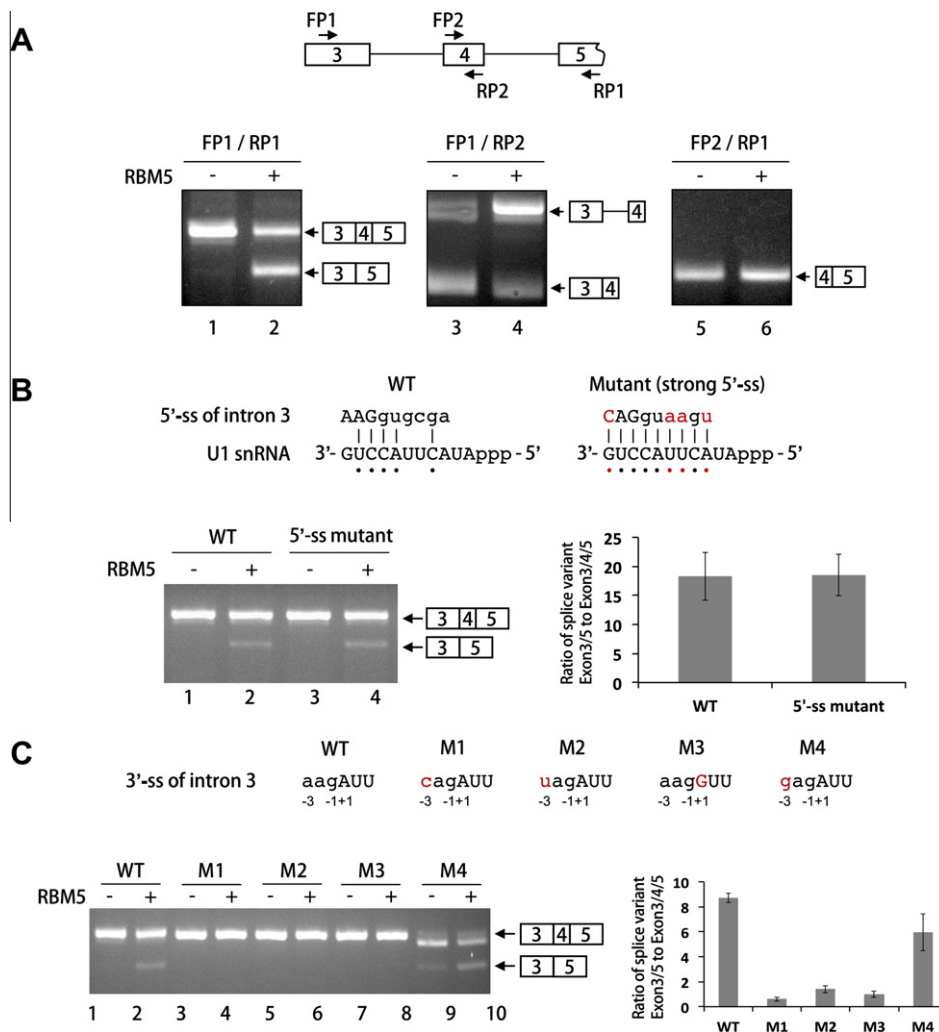 A
FP1 FP2
3 4 5
RP2 RP1
FP1 / RP1 FP1 / RP2 FP2 / RP1
RBM5 - + - + - +
3 4 5
3 5
3 4
3 4
4 5
1 2 3 4 5 6
B
WT Mutant (strong 5'-ss)
5'-ss of intron 3 AAGgugcga CAGguaagu
U1 snRNA 3'- GUCCAUUCAUAppp - 5' 3'- GUCCAUUCAUAppp - 5'
WT 5'-ss mutant
RBM5 - + - +
3 4 5
3 5
1 2 3 4
Ratio of splice variant
Exon3/5 to Exon3/4/5
25
20
15
10
5
0
WT 5'-ss mutant
C
WT M1 M2 M3 M4
3'-ss of intron 3 aagAUU cagAUU uagAUU aagGUU gagAUU
-3 -1+1 -3 -1+1 -3 -1+1 -3 -1+1 -3 -1+1
WT M1 M2 M3 M4
RBM5 - + - + - + - + - +
3 4 5
3 5
1 2 3 4 5 6 7 8 9 10
Ratio of splice variant
Exon3/5 to Exon3/4/5
10
8
6
4
2
0
WT M1 M2 M3 M4